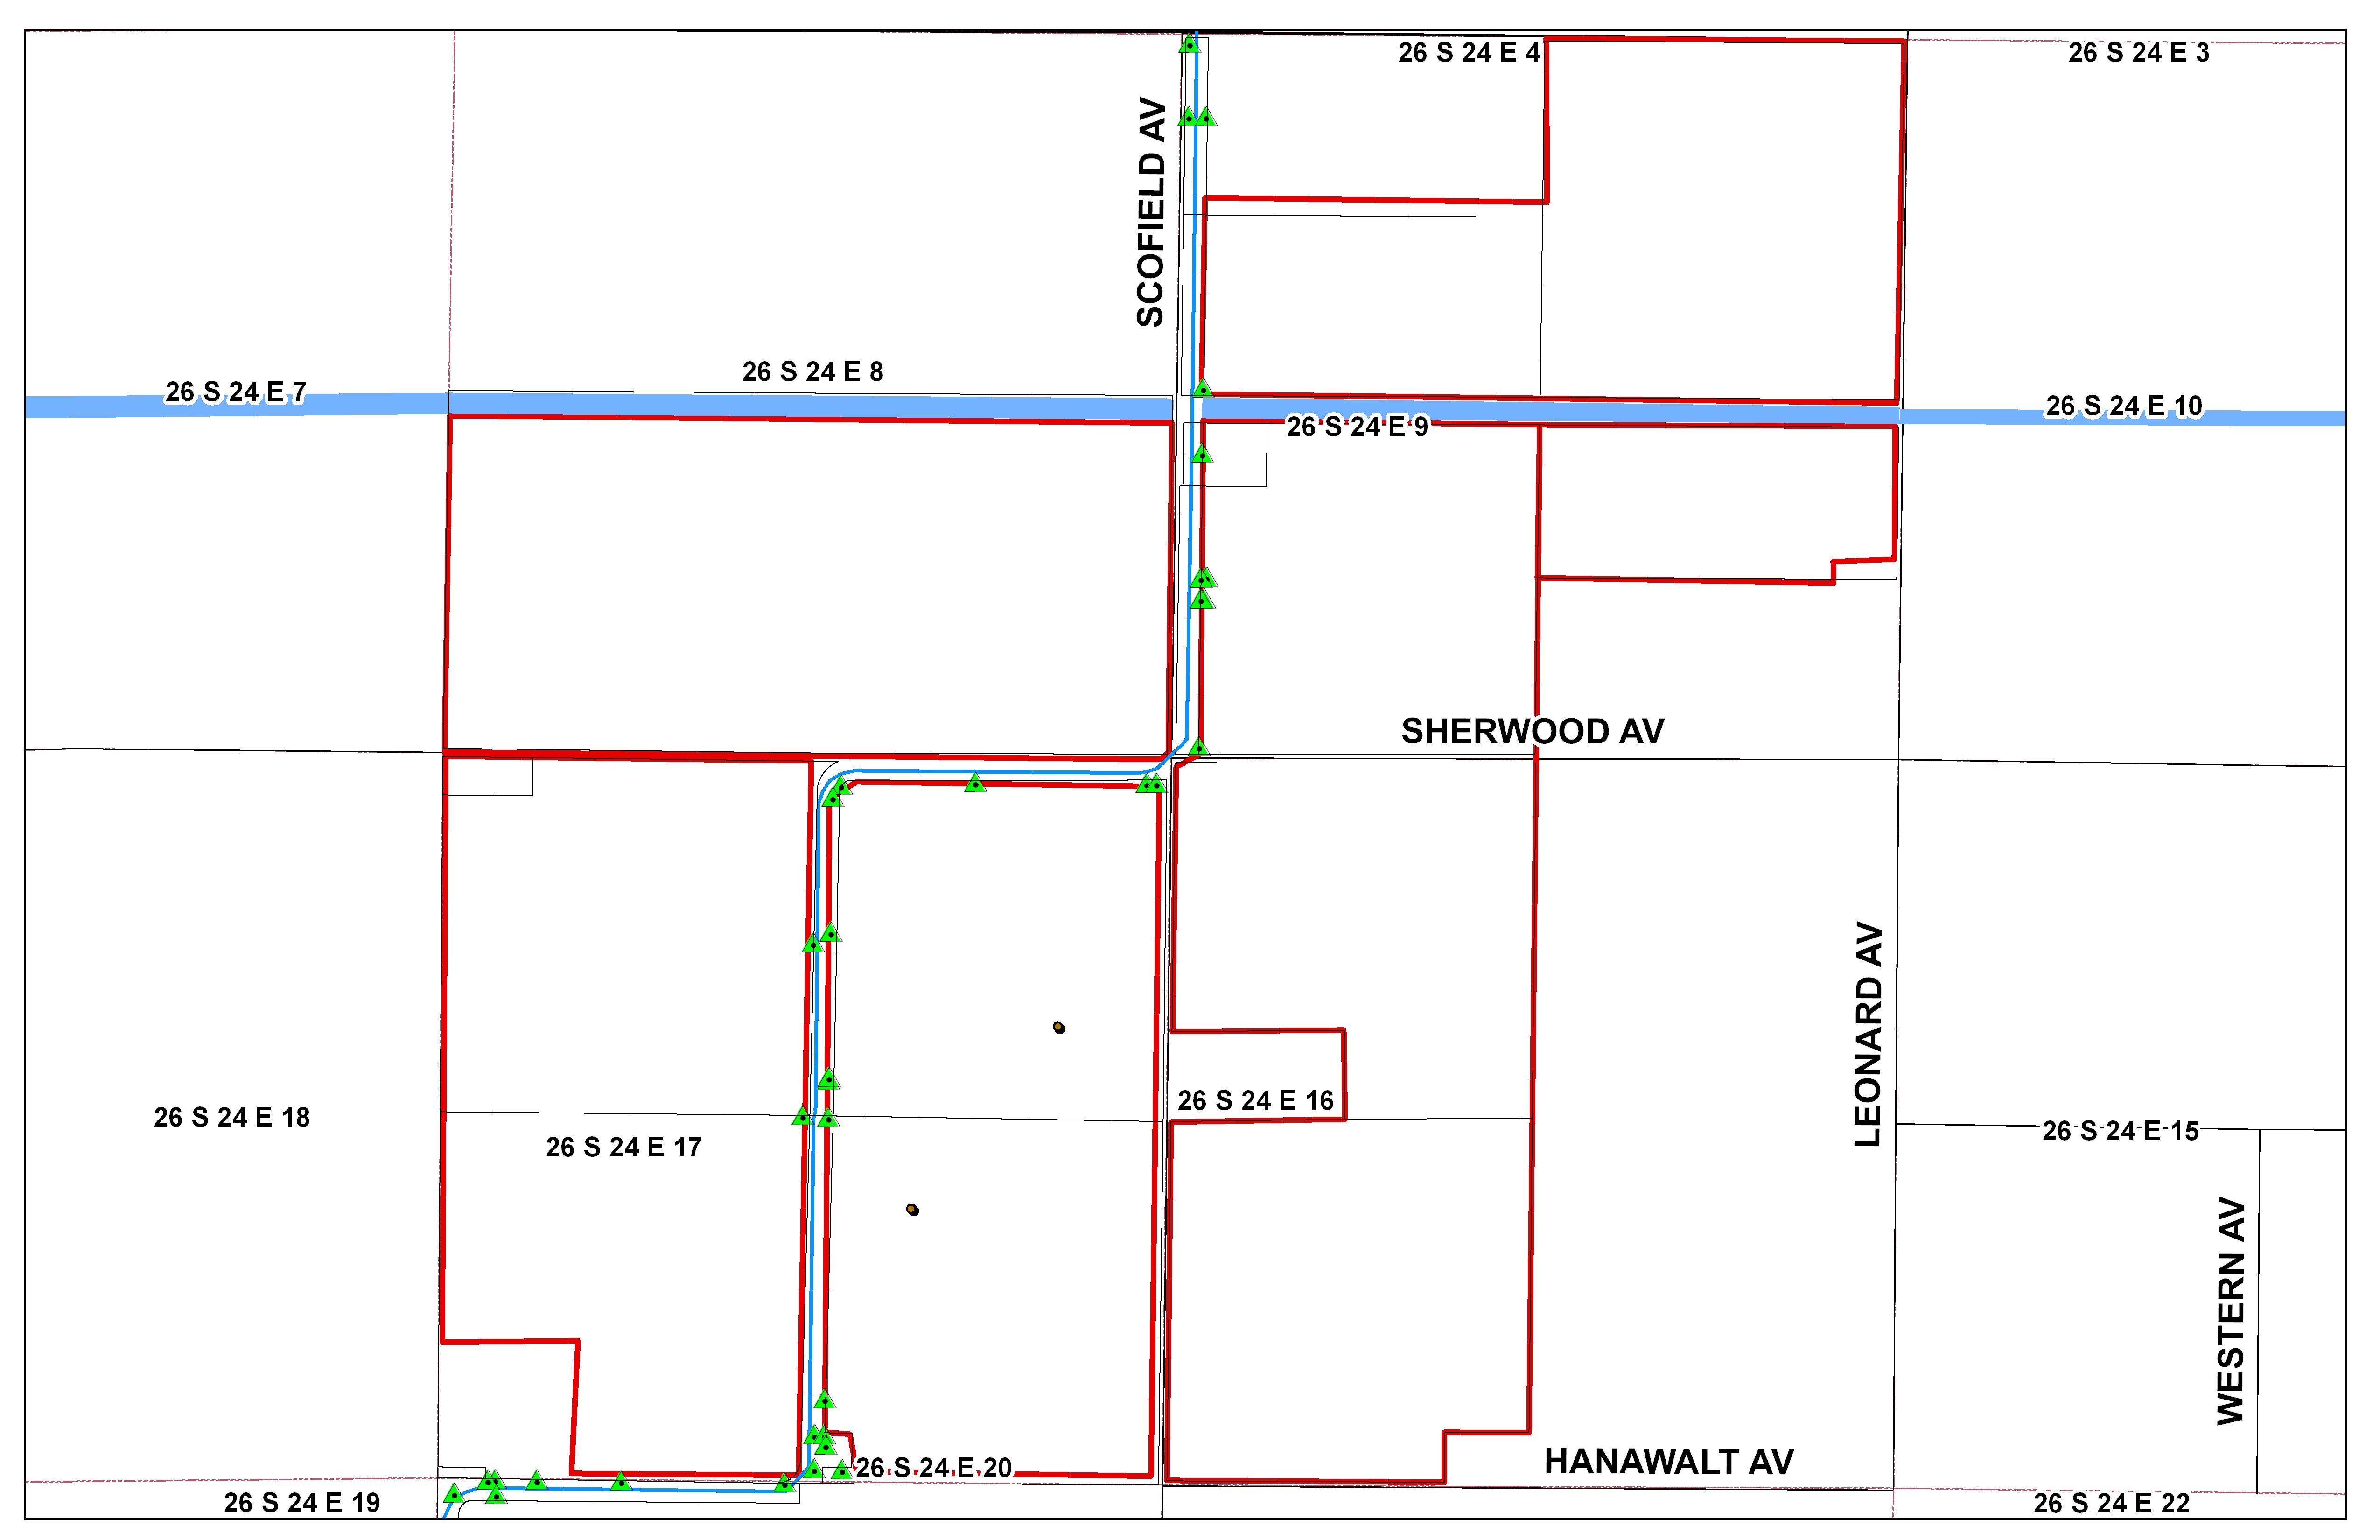 26 S 24 E 4
26 S 24 E 3
SCOFIELD AV
26 S 24 E 8
26 S 24 E 7
26 S 24 E 10
26 S 24 E 9
SHERWOOD AV
LEONARD AV
26 S 24 E 16
26 S 24 E 18
26 S 24 E 15
26 S 24 E 17
WESTERN AV
HANAWALT AV
26 S 24 E 20
26 S 24 E 19
26 S 24 E 22